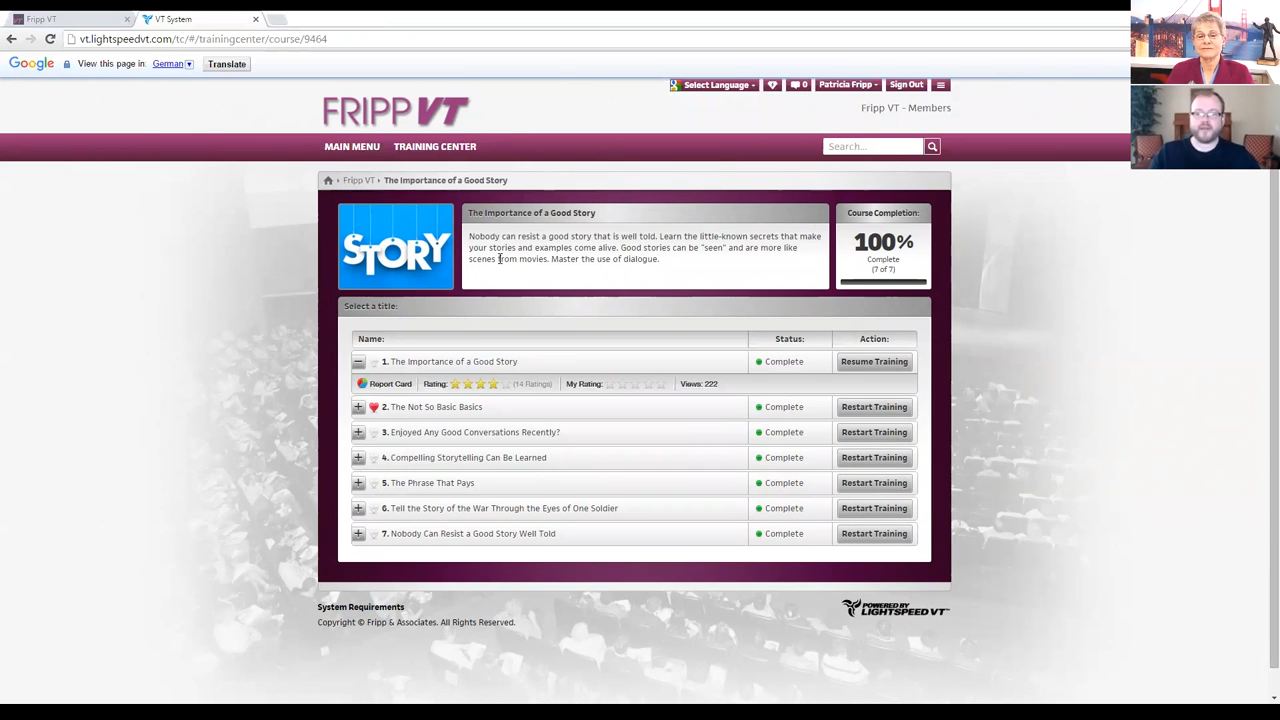 Fripp VT
VT System
vt.lightspeedvt.com/tc/#/trainingcenter/course/9464
Google View this page in: German Translate
Select Language 0 Patricia Fripp Sign Out
FRIPP VT
Fripp VT - Members
MAIN MENU TRAINING CENTER Search...
Fripp VT The Importance of a Good Story
STORY
The Importance of a Good Story
Nobody can resist a good story that is well told. Learn the little-known secrets that make
your stories and examples come alive. Good stories can be "seen" and are more like
scenes from movies. Master the use of dialogue.
Course Completion:
100%
Complete
(7 of 7)
Select a title:
Name: Status: Action:
1. The Importance of a Good Story Complete Resume Training
Report Card Rating: (14 Ratings) My Rating: Views: 222
2. The Not So Basic Basics Complete Restart Training
3. Enjoyed Any Good Conversations Recently? Complete Restart Training
4. Compelling Storytelling Can Be Learned Complete Restart Training
5. The Phrase That Pays Complete Restart Training
6. Tell the Story of the War Through the Eyes of One Soldier Complete Restart Training
7. Nobody Can Resist a Good Story Well Told Complete Restart Training
System Requirements
Copyright © Fripp & Associates. All Rights Reserved.
POWERED BY
LIGHTSPEED VT